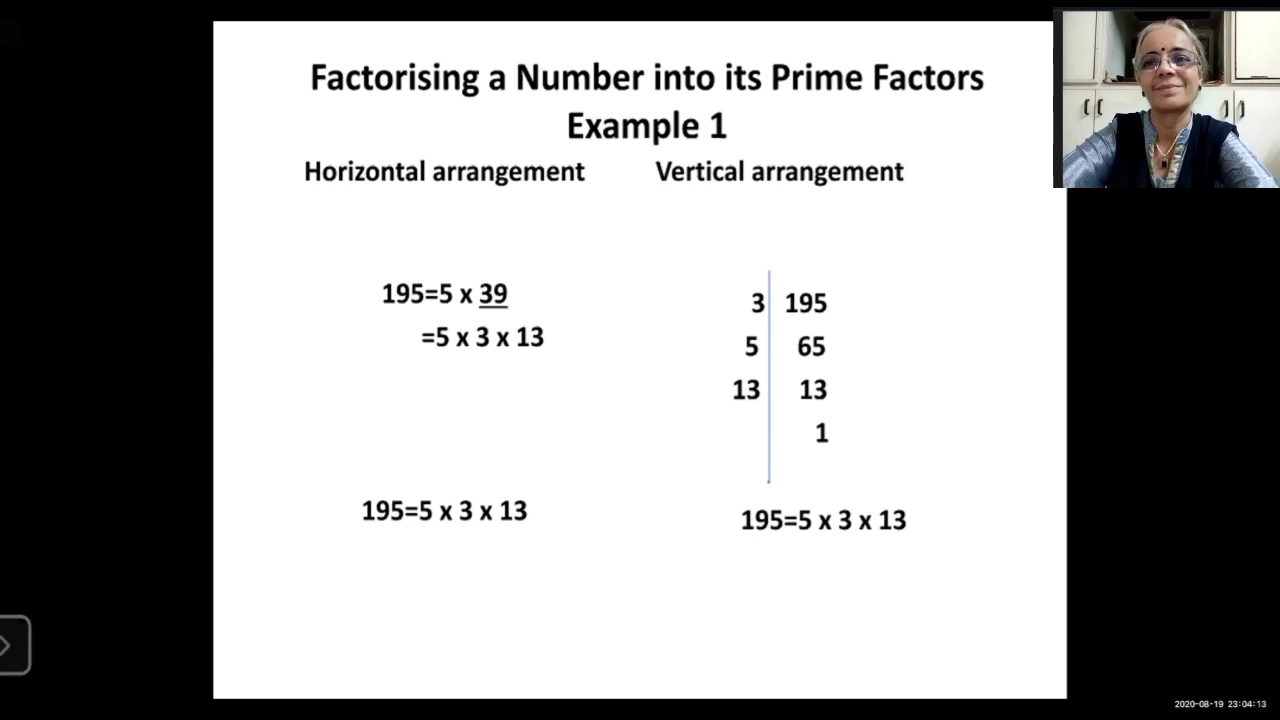 Factorising a Number into its Prime Factors
Example 1
Horizontal arrangement
Vertical arrangement
195=5 x 39
=5 x 3 x 13
195=5 x 3 x 13
3 195
5 65
13 13
1
195=5 x 3 x 13
2020-08-19 23:04:13